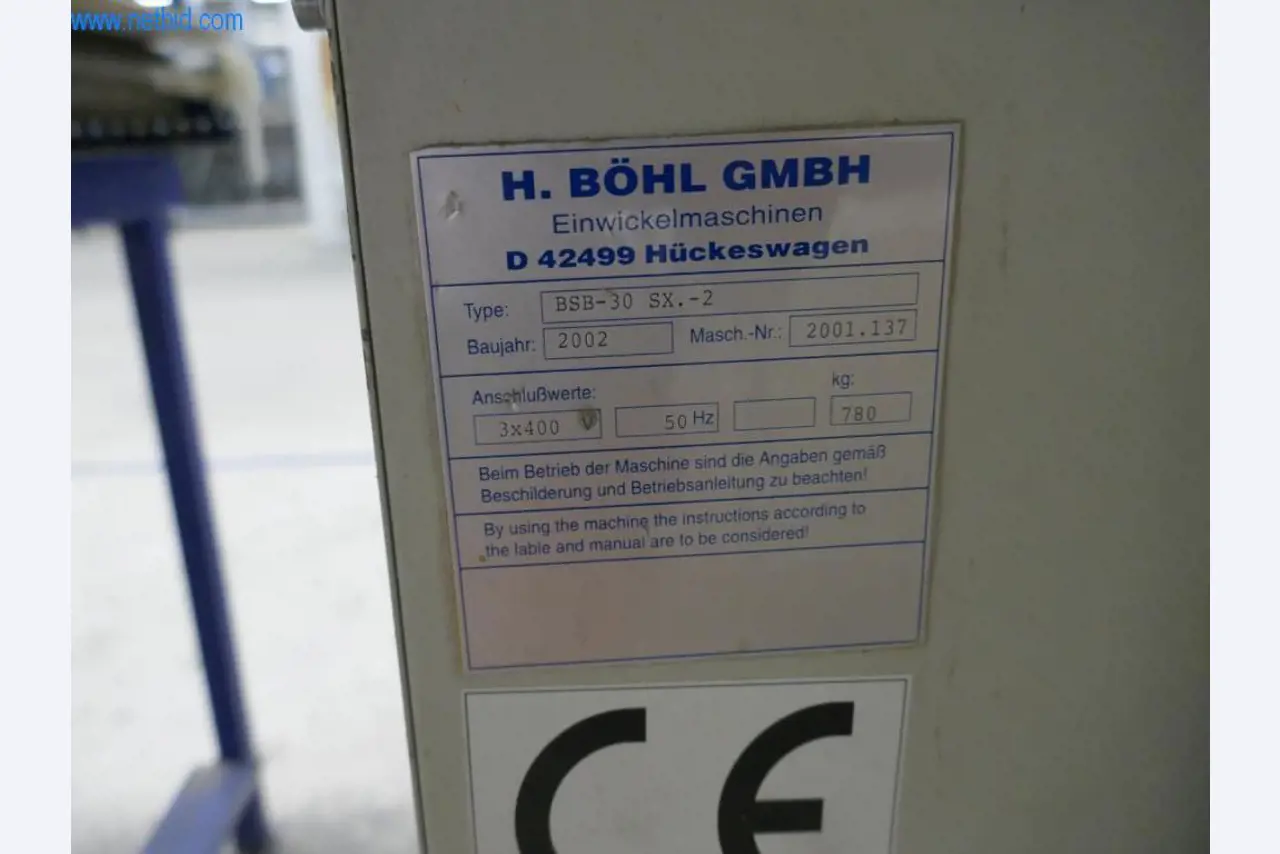 www.netbid.com
H. BÖHL GMBH
Einwickelmaschinen
D 42499 Hückeswagen
Type: BSB-30 SX.-2
Baujahr: 2002 Masch.-Nr.: 2001.137
Anschlußwerte: kg:
3x400 V 50 Hz 780
Beim Betrieb der Maschine sind die Angaben gemäß
Beschilderung und Betriebsanleitung zu beachten!
By using the machine the instructions according to
the lable and manual are to be considered!
CE